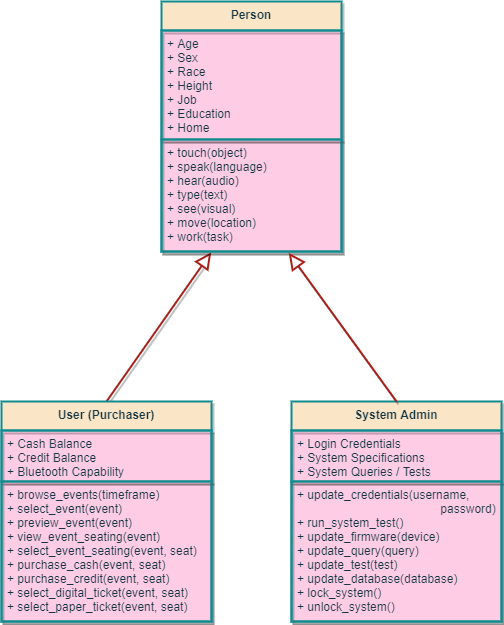 Person
+ Age
+ Sex
+ Race
+ Height
+ Job
+ Education
+ Home
+ touch(object)
+ speak(language)
+ hear(audio)
+ type(text)
+ see(visual)
+ move(location)
+ work(task)
User (Purchaser)
+ Cash Balance
+ Credit Balance
+ Bluetooth Capability
+ browse_events(timeframe)
+ select_event(event)
+ preview_event(event)
+ view_event_seating(event)
+ select_event_seating(event, seat)
+ purchase_cash(event, seat)
+ purchase_credit(event, seat)
+ select_digital_ticket(event, seat)
+ select_paper_ticket(event, seat)
System Admin
+ Login Credentials
+ System Specifications
+ System Queries / Tests
+ update_credentials(username,
password)
+ run_system_test()
+ update_firmware(device)
+ update_query(query)
+ update_test(test)
+ update_database(database)
+ lock_system()
+ unlock_system()